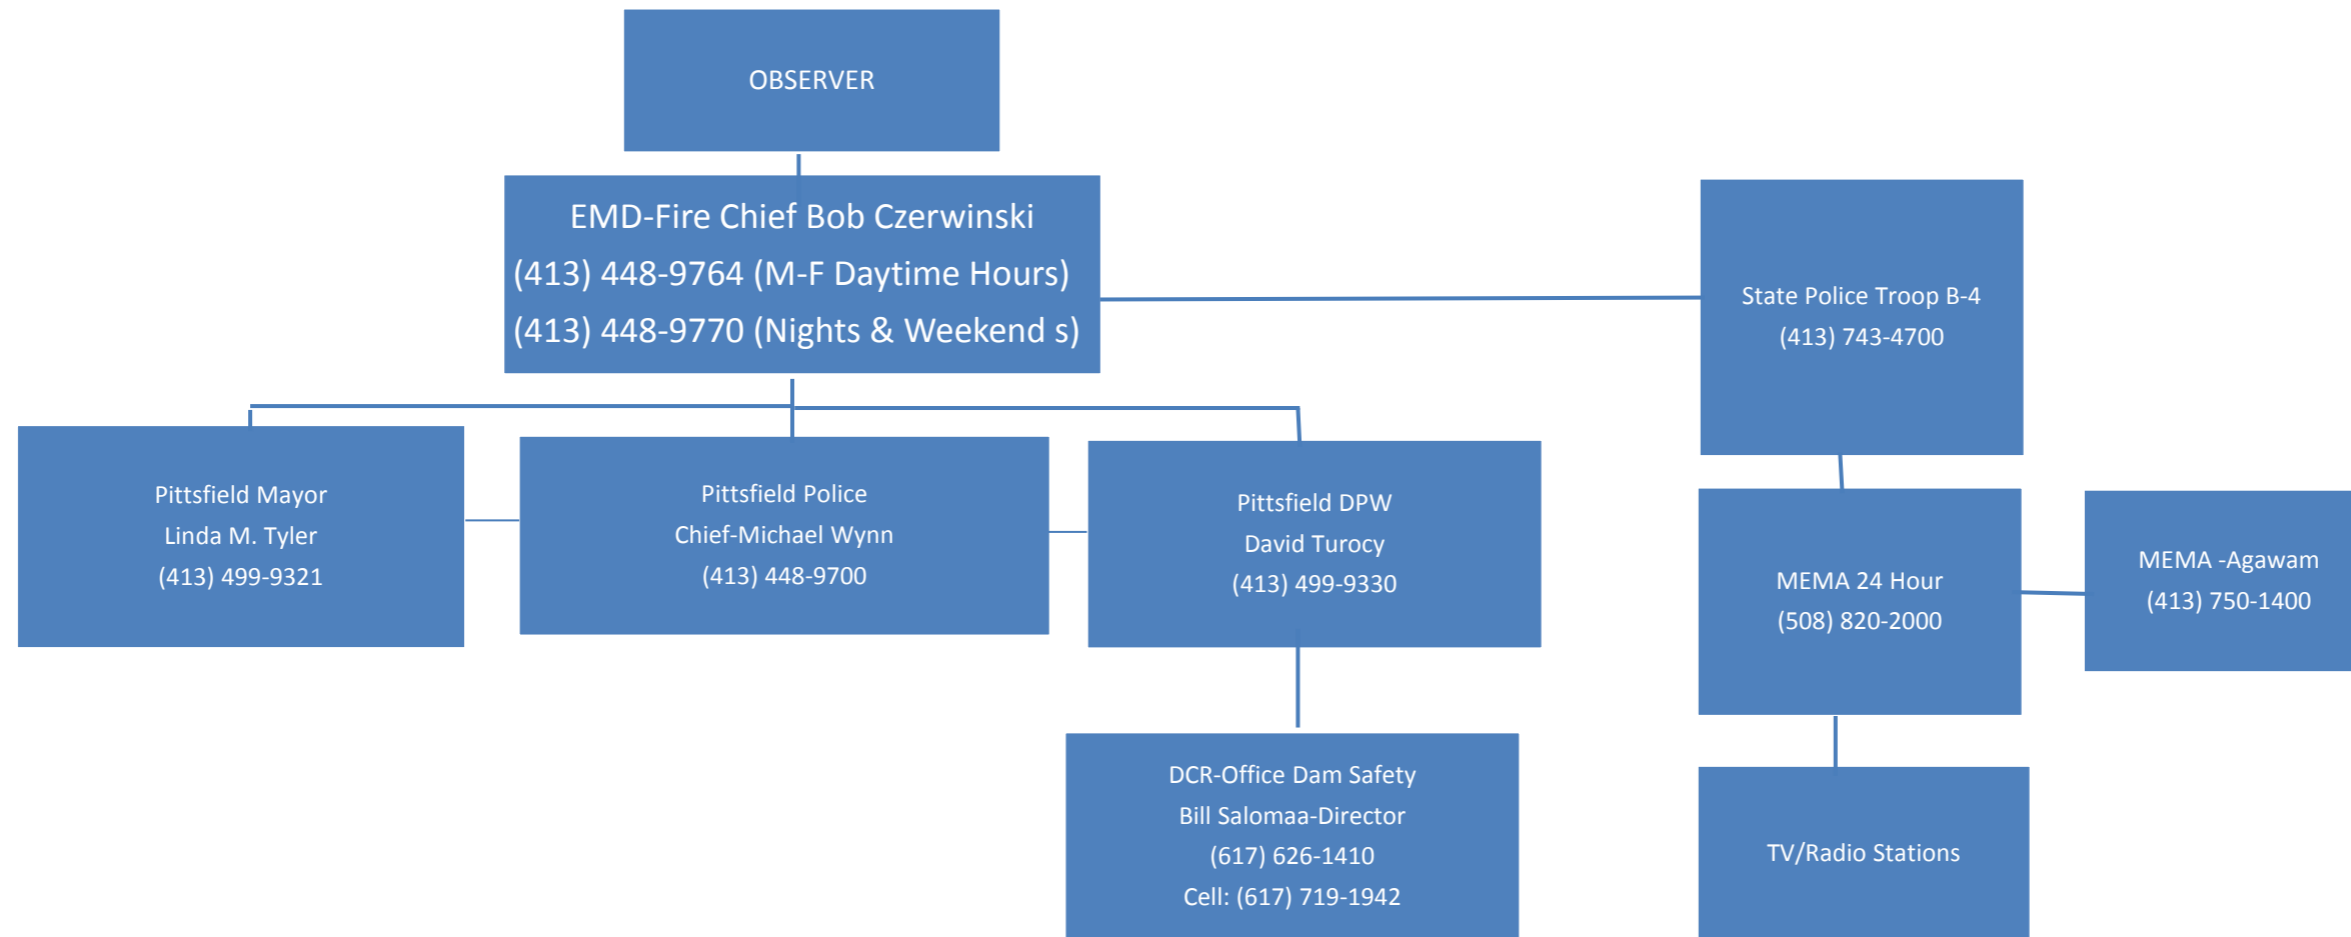 OBSERVER
EMD-Fire Chief Bob Czerwinski
(413) 448-9764 (M-F Daytime Hours)
(413) 448-9770 (Nights & Weekend s)
State Police Troop B-4
(413) 743-4700
Pittsfield Mayor
Linda M. Tyler
(413) 499-9321
Pittsfield Police
Chief-Michael Wynn
(413) 448-9700
Pittsfield DPW
David Turocy
(413) 499-9330
MEMA 24 Hour
(508) 820-2000
MEMA -Agawam
(413) 750-1400
DCR-Office Dam Safety
Bill Salomaa-Director
(617) 626-1410
Cell: (617) 719-1942
TV/Radio Stations